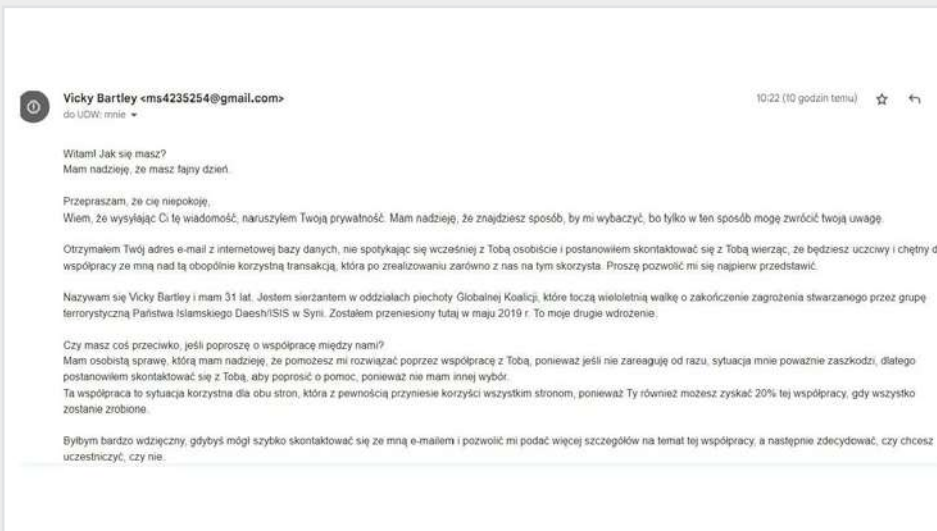 Vicky Bartley <ms4235254@gmail.com>
10:22 (10 godzin temu)
do UDW: mnie
Witam! Jak się masz?
Mam nadzieję, że masz fajny dzień.
Przepraszam, że cię niepokoję,
Wiem, że wysyłając Ci tę wiadomość, naruszyłem Twoją prywatność. Mam nadzieję, że znajdziesz sposób, by mi wybaczyć, bo tylko w ten sposób mogę zwrócić twoją uwagę.
Otrzymałem Twój adres e-mail z internetowej bazy danych, nie spotykając się wcześniej z Tobą osobiście i postanowiłem skontaktować się z Tobą wierząc, że będziesz uczciwy i chętny d
współpracy ze mną nad tą obopólnie korzystną transakcją, która po zrealizowaniu zarówno z nas na tym skorzysta. Proszę pozwolić mi się najpierw przedstawić.
Nazywam się Vicky Bartley i mam 31 lat. Jestem sierżantem w oddziałach piechoty Globalnej Koalicji, które toczą wieloletnią walkę o zakończenie zagrożenia stwarzanego przez grupę
terrorystyczną Państwa Islamskiego Daesh/ISIS w Syrii. Zostałem przeniesiony tutaj w maju 2019 r. To moje drugie wdrożenie.
Czy masz coś przeciwko, jeśli poproszę o współpracę między nami?
Mam osobistą sprawę, którą mam nadzieję, że pomożesz mi rozwiązać poprzez współpracę z Tobą, ponieważ jeśli nie zareaguję od razu, sytuacja mnie poważnie zaszkodzi, dlatego
postanowiłem skontaktować się z Tobą, aby poprosić o pomoc, ponieważ nie mam innej wybór.
Ta współpraca to sytuacja korzystna dla obu stron, która z pewnością przyniesie korzyści wszystkim stronom, ponieważ Ty również możesz zyskać 20% tej współpracy, gdy wszystko
zostanie zrobione.
Byłbym bardzo wdzięczny, gdybyś mógł szybko skontaktować się ze mną e-mailem i pozwolić mi podać więcej szczegółów na temat tej współpracy, a następnie zdecydować, czy chcesz
uczestniczyć, czy nie.